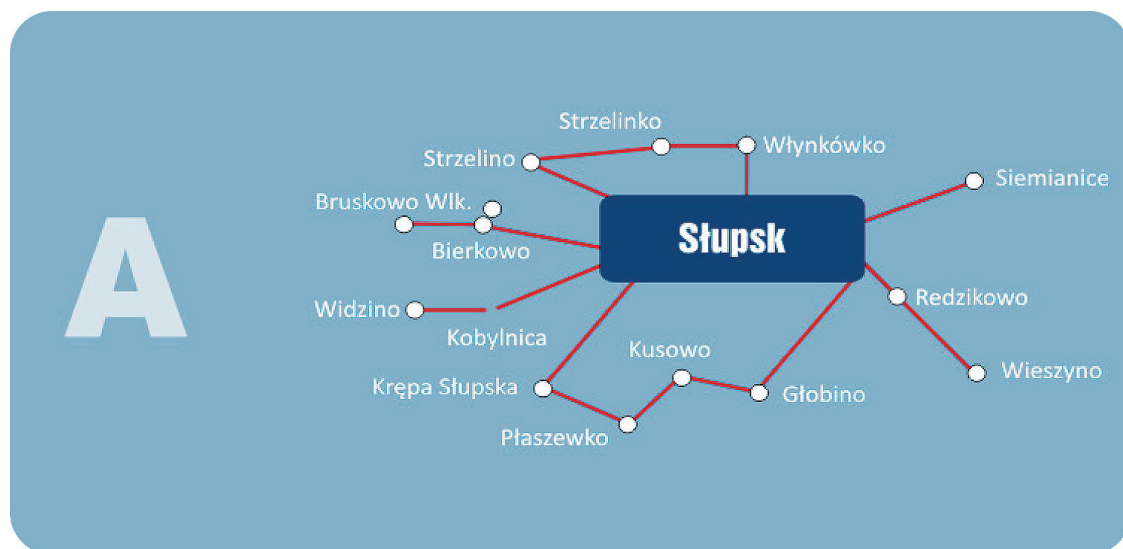 Strzelinko
Włynkówko
Strzelino
Siemianice
Bruskowo Wlk.
A
Słupsk
Bierkowo
Redzikowo
Widzino
Kobylnica
Kusowo
Wieszyno
Krępa Słupska
Głobino
Płaszewko